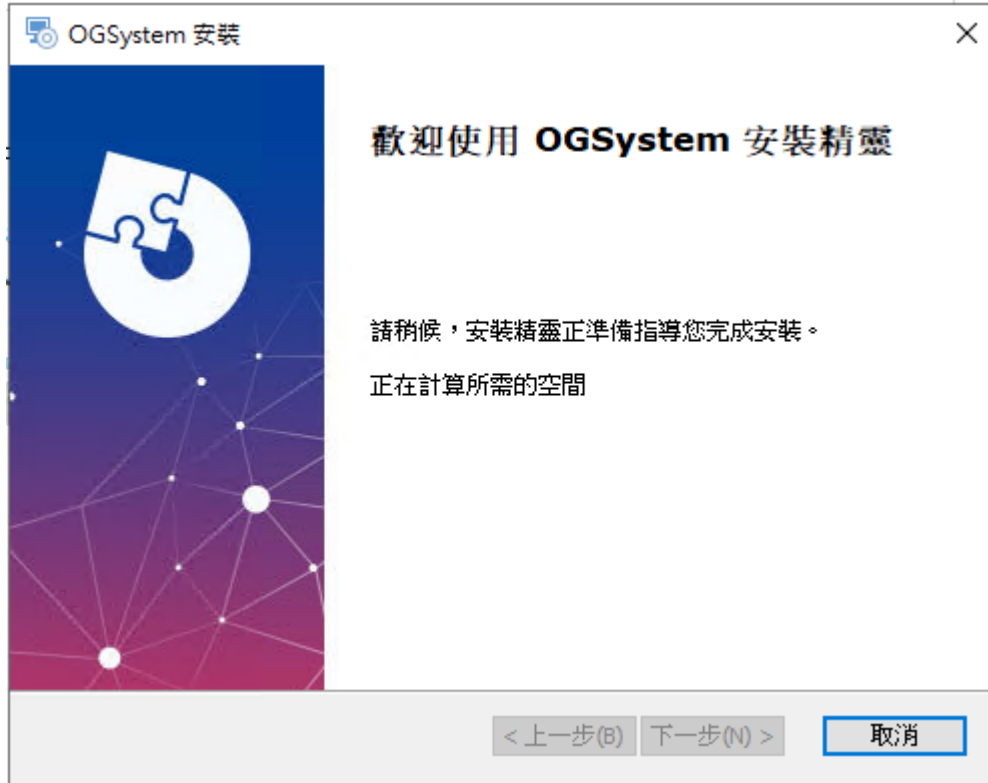 OGSystem 安裝
歡迎使用 OGSystem 安裝精靈
請稍候，安裝精靈正準備指導您完成安裝。
正在計算所需的空間
< 上一步(B)
下一步(N) >
取消